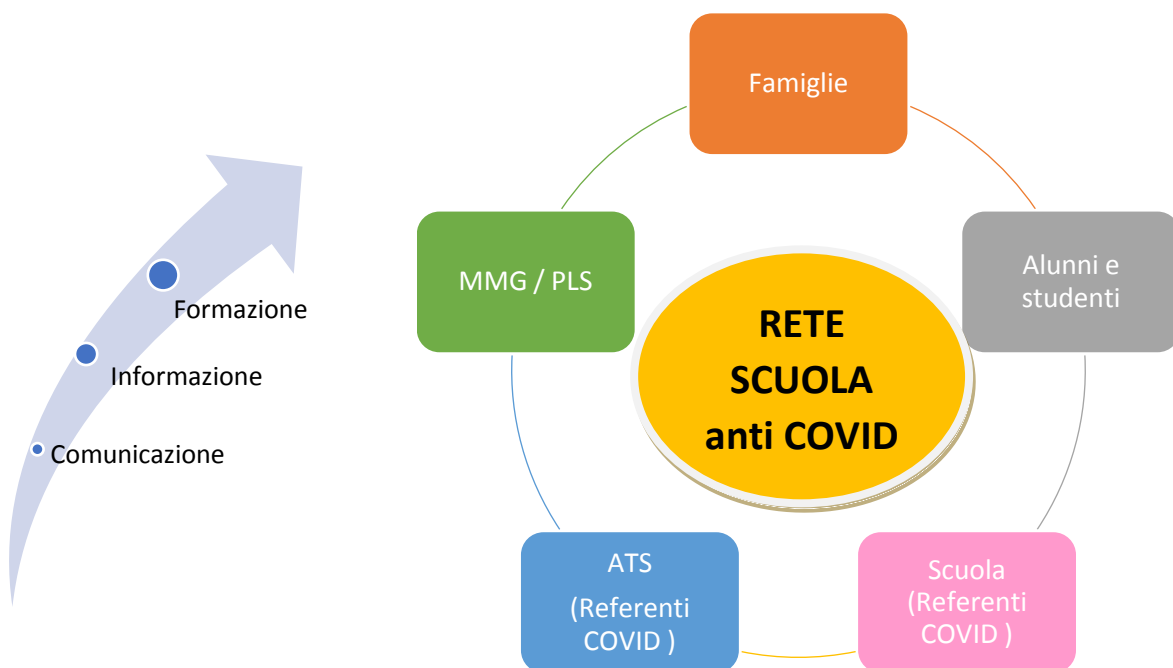 Formazione
Informazione
Comunicazione
Famiglie
MMG / PLS
Alunni e
studenti
RETE
SCUOLA
anti COVID
ATS
(Referenti
COVID )
Scuola
(Referenti
COVID )